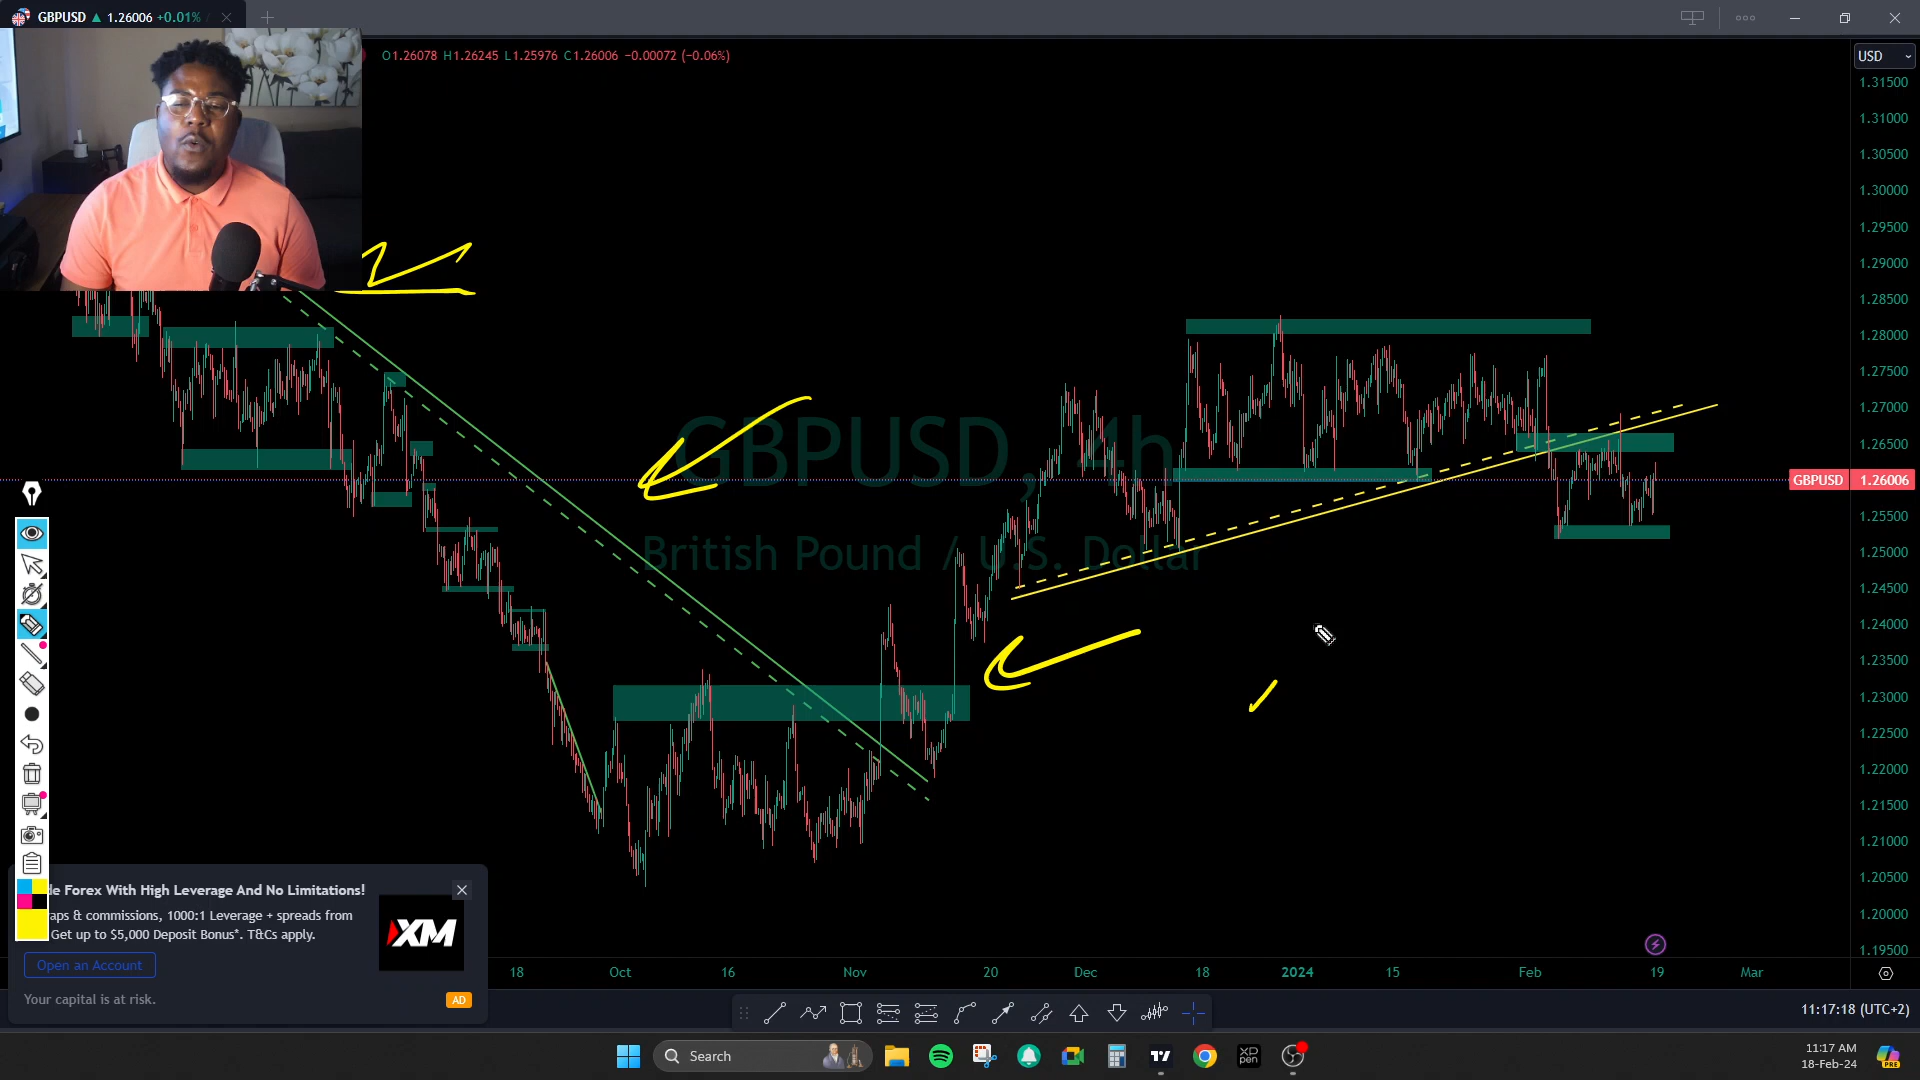 GBPUSD ▲ 1.26006 +0.01% /
O1.26078 H1.26245 L1.25976 C1.26006 −0.00072 (−0.06%)
USD
1.31500
1.31000
1.30500
1.30000
1.29500
1.29000
1.28500
1.28000
1.27500
1.27000
1.26500
GBPUSD 1.26006
1.25500
1.25000
1.24500
1.24000
1.23500
1.23000
1.22500
1.22000
1.21500
1.21000
1.20500
1.20000
1.19500
GBPUSD, 4h
British Pound / U.S. Dollar
de Forex With High Leverage And No Limitations!
aps & commissions, 1000:1 Leverage + spreads from
Get up to $5,000 Deposit Bonus*. T&Cs apply.
XM
Open an Account
Your capital is at risk.
AD
18 Oct 16 Nov 20 Dec 18 2024 15 Feb 19 Mar
11:17:18 (UTC+2)
Search
XP
pen
11:17 AM
18-Feb-24
PRE